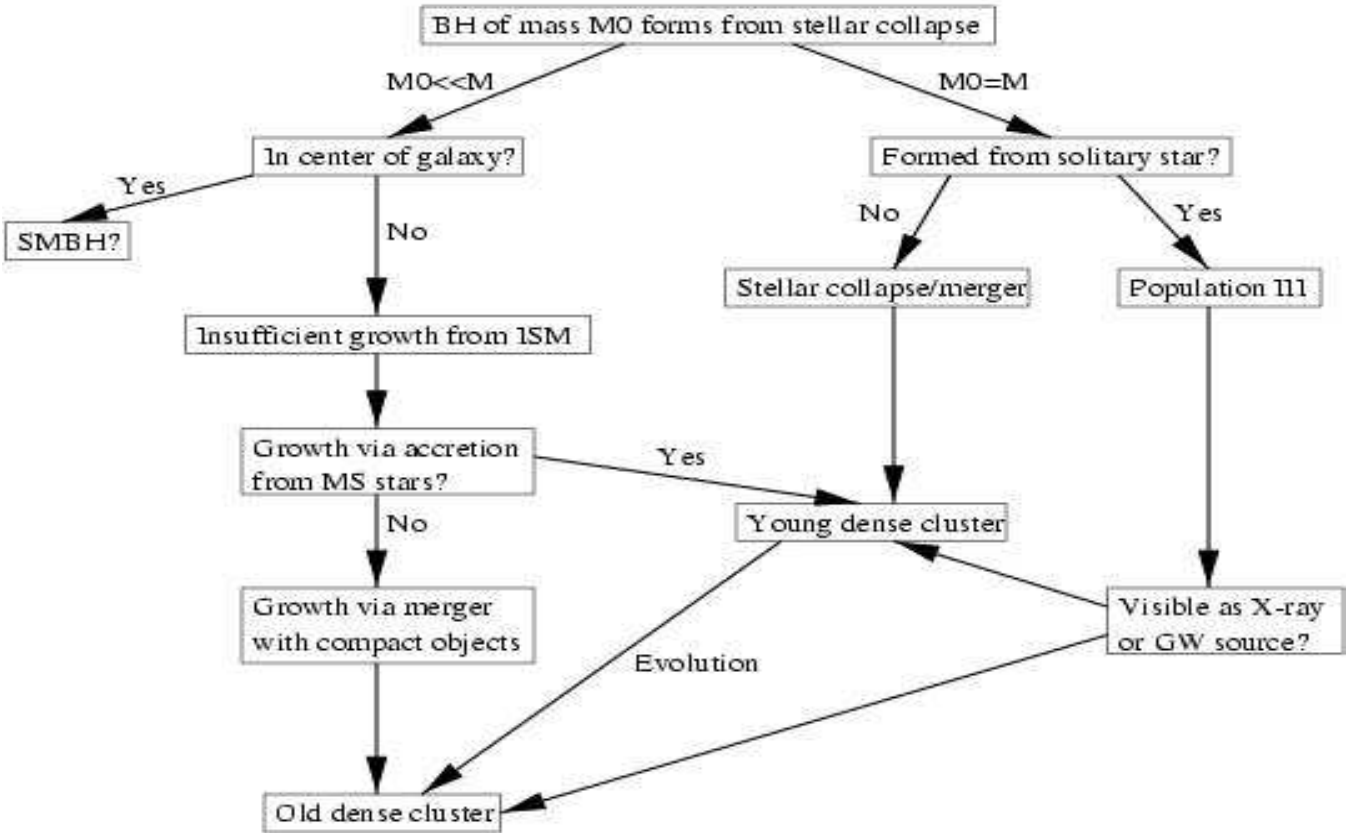 BH of mass M0 forms from stellar collapse
M0<<M
M0=M
In center of galaxy?
Formed from solitary star?
Yes
No
Yes
SMBH?
No
Stellar collapse/merger
Population III
Insufficient growth from ISM
Growth via accretion
from MS stars?
Yes
No
Young dense cluster
Growth via merger
with compact objects
Visible as X-ray
or GW source?
Evolution
Old dense cluster